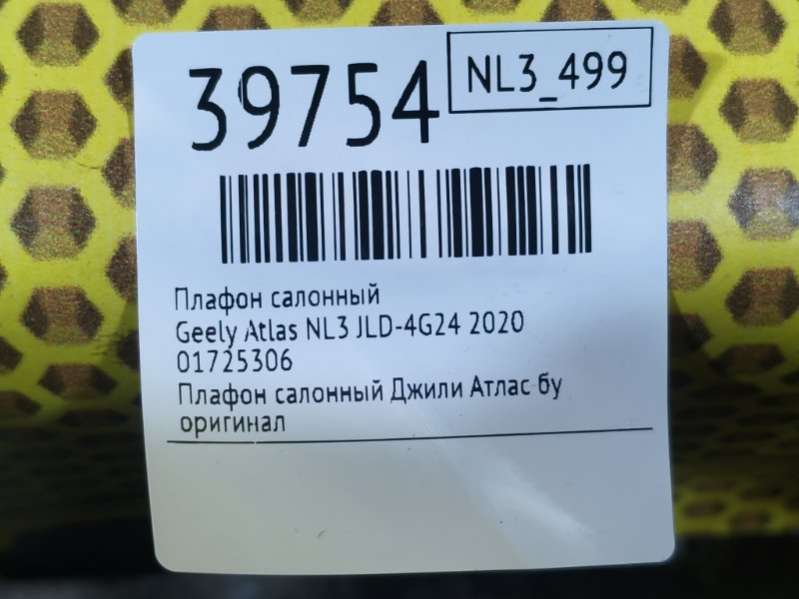 39754
NL3_499
Плафон салонный
Geely Atlas NL3 JLD-4G24 2020
01725306
Плафон салонный Джили Атлас бу
оригинал